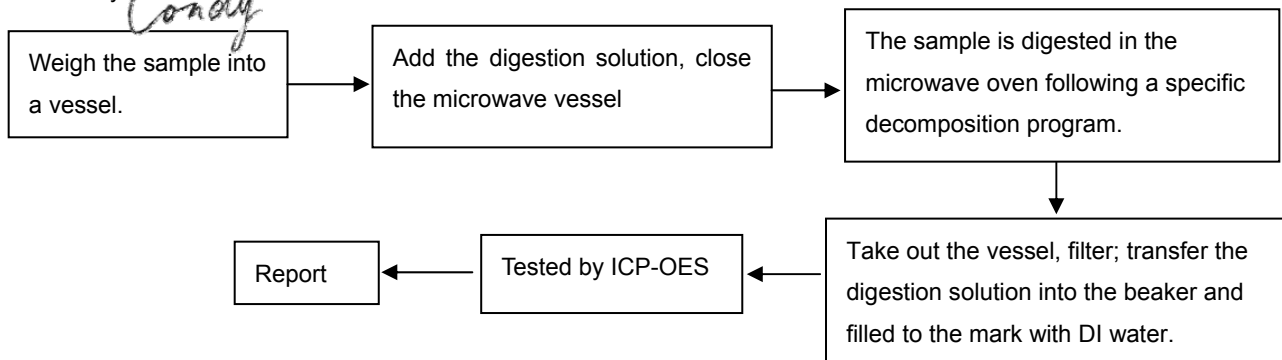 Weigh the sample into
a vessel.
Add the digestion solution, close
the microwave vessel
The sample is digested in the
microwave oven following a specific
decomposition program.
Take out the vessel, filter; transfer the
digestion solution into the beaker and
filled to the mark with DI water.
Tested by ICP-OES
Report